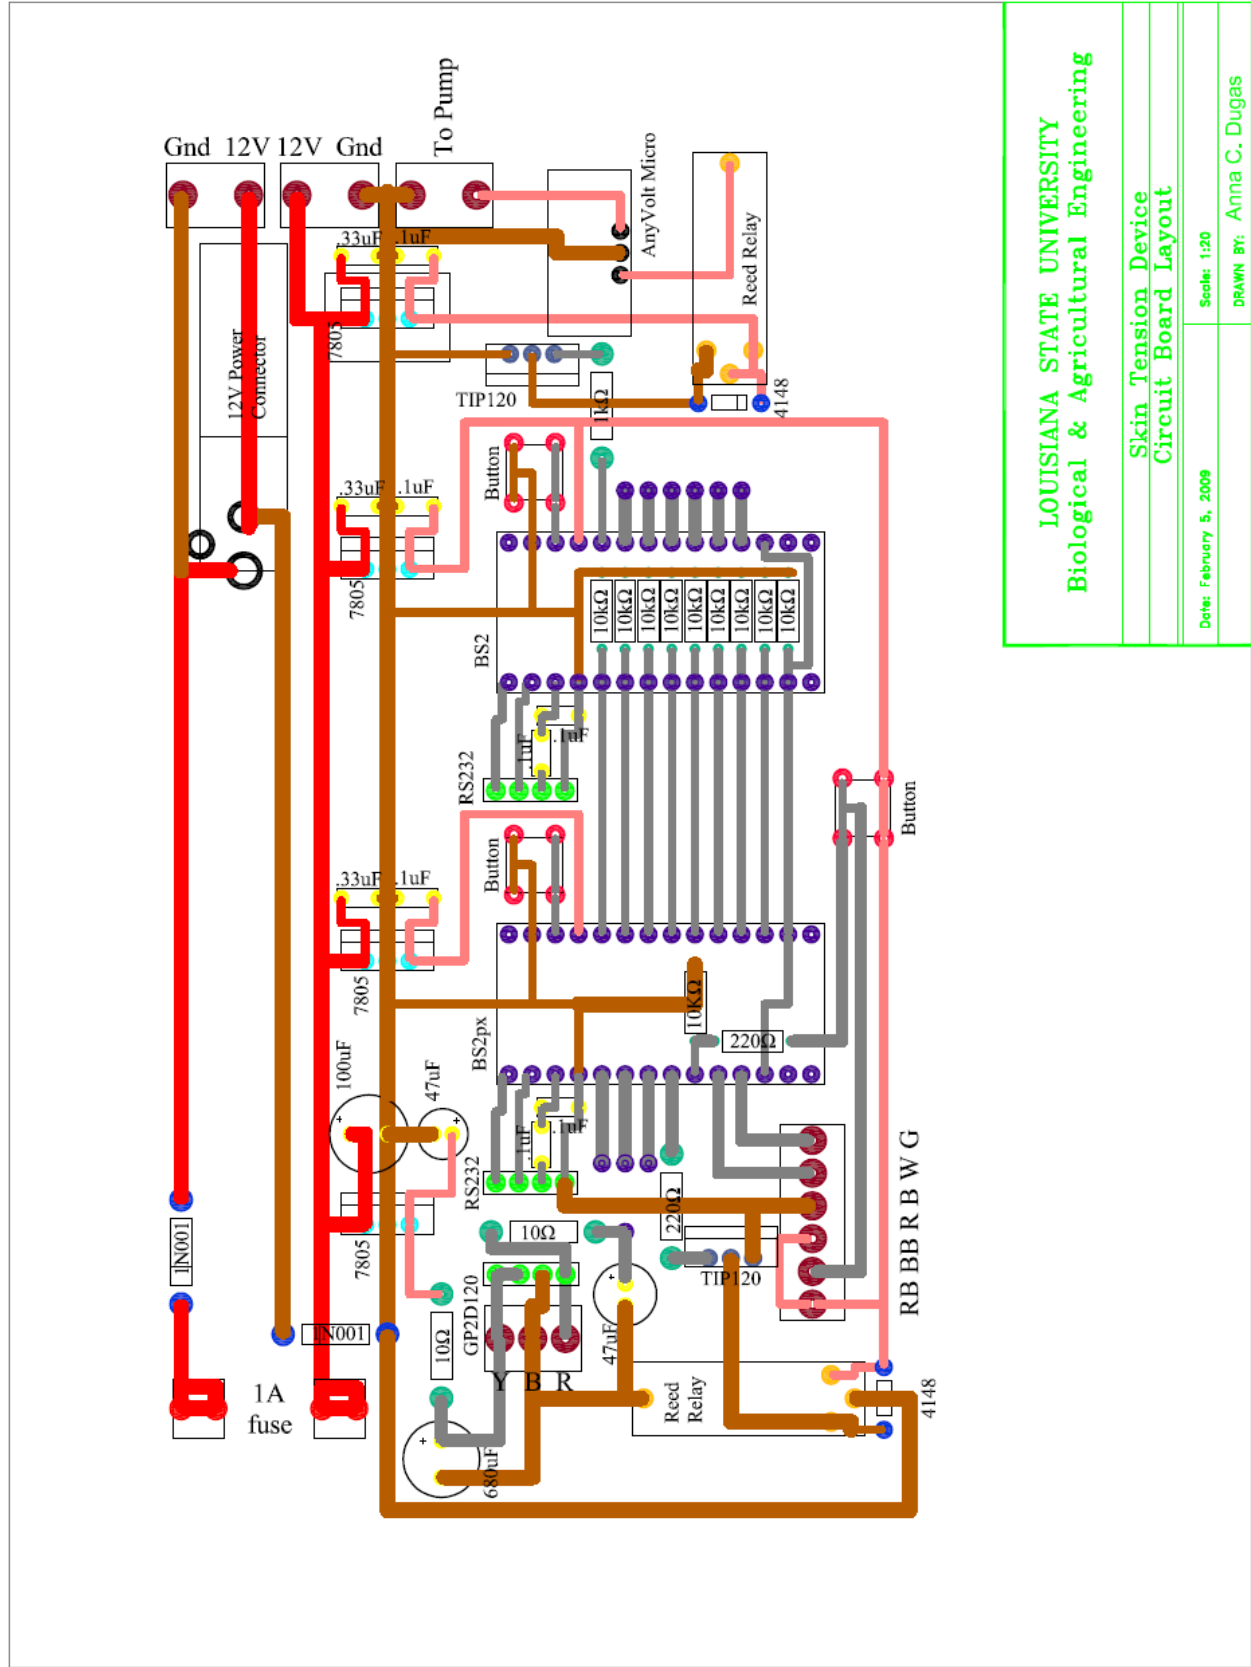 LOUISIANA STATE UNIVERSITY
Biological & Agricultural Engineering
Skin Tension Device
Circuit Board Layout
Date: February 5, 2009
Scale: 1:20
DRAWN BY: Anna C. Dugas
Gnd 12V 12V Gnd
To Pump
.33uF .1uF
7805
12V Power
Connector
AnyVolt Micro
Reed Relay
TIP120
1kΩ
4148
Button
.33uF .1uF
7805
BS2
10kΩ
10kΩ
10kΩ
10kΩ
10kΩ
10kΩ
10kΩ
10kΩ
10kΩ
.1uF
.1uF
RS232
Button
Button
.33uF .1uF
7805
BS2px
10KΩ
220Ω
100uF
+
47uF
+
.1uF
.1uF
RS232
220Ω
RB BB R B W G
1N001
7805
10Ω
TIP120
GP2D120
1N001
10Ω
47uF
+
Y B R
1A
fuse
Reed
Relay
4148
+
680uF